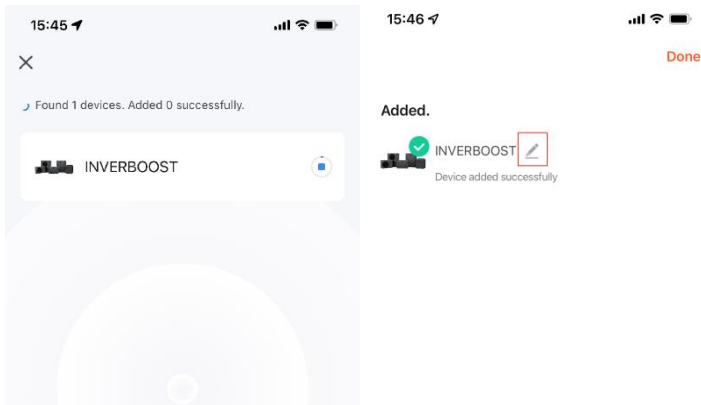 15:45
Found 1 devices. Added 0 successfully.
INVERBOOST
15:46
Done
Added.
INVERBOOST
Device added successfully